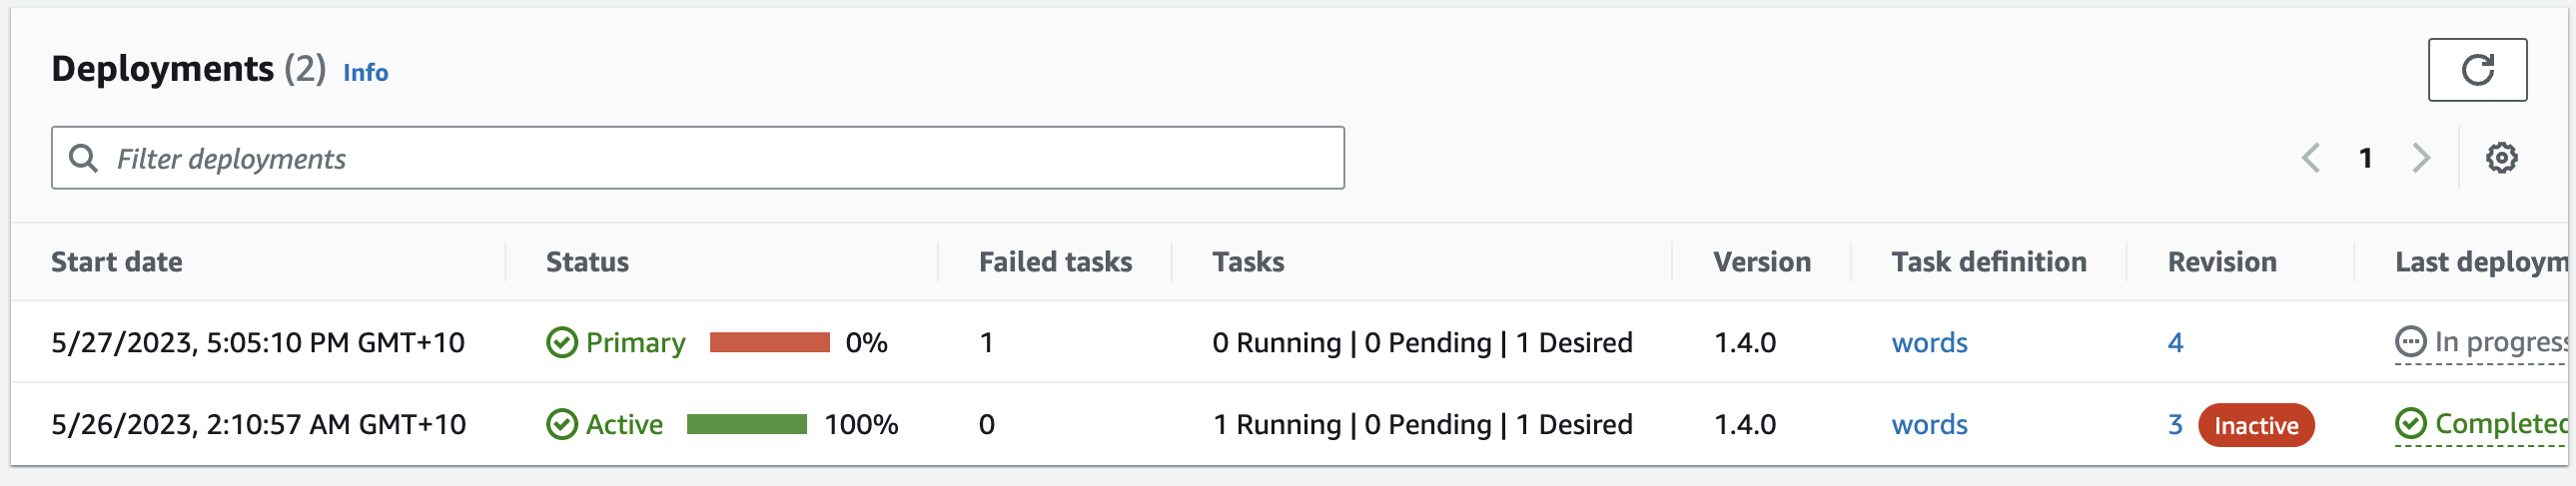 Deployments (2) Info
Filter deployments
1
Start date Status Failed tasks Tasks Version Task definition Revision Last deploym
5/27/2023, 5:05:10 PM GMT+10 Primary 0% 1 0 Running | 0 Pending | 1 Desired 1.4.0 words 4 In progress
5/26/2023, 2:10:57 AM GMT+10 Active 100% 0 1 Running | 0 Pending | 1 Desired 1.4.0 words 3 Inactive Completed